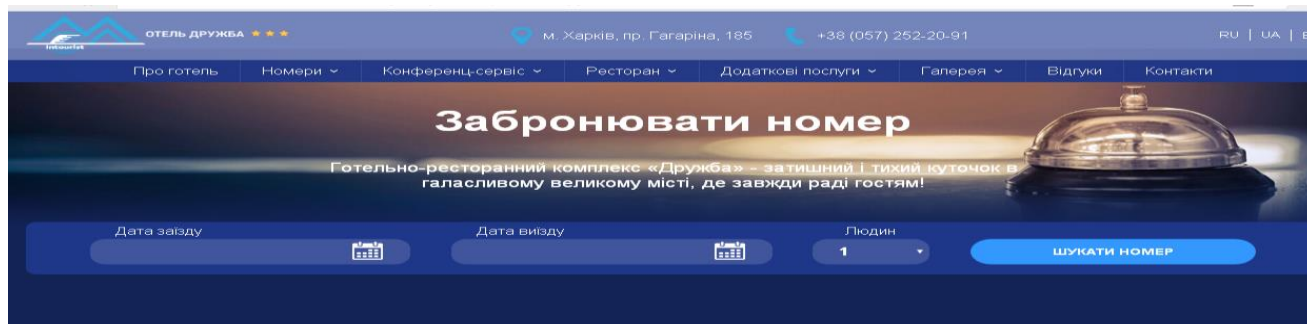 ОТЕЛЬ ДРУЖБА
Intourist
м. Харків, пр. Гагаріна, 185
+38 (057) 252-20-91
RU | UA |
Про готель Номери Конференц-сервіс Ресторан Додаткові послуги Галерея Відгуки Контакти
Забронювати номер
Готельно-ресторанний комплекс «Дружба» - затишний і тихий куточок в
галасливому великому місті, де завжди раді гостям!
Дата заїзду Дата виїзду Людин
1 ШУКАТИ НОМЕР